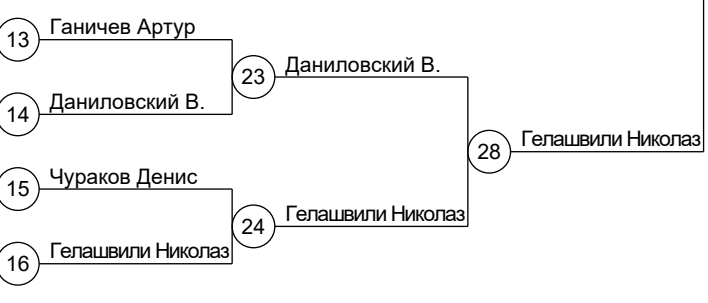 13 Ганичев Артур
23 Даниловский В.
14 Даниловский В.
28 Гелашвили Николаз
15 Чураков Денис
24 Гелашвили Николаз
16 Гелашвили Николаз